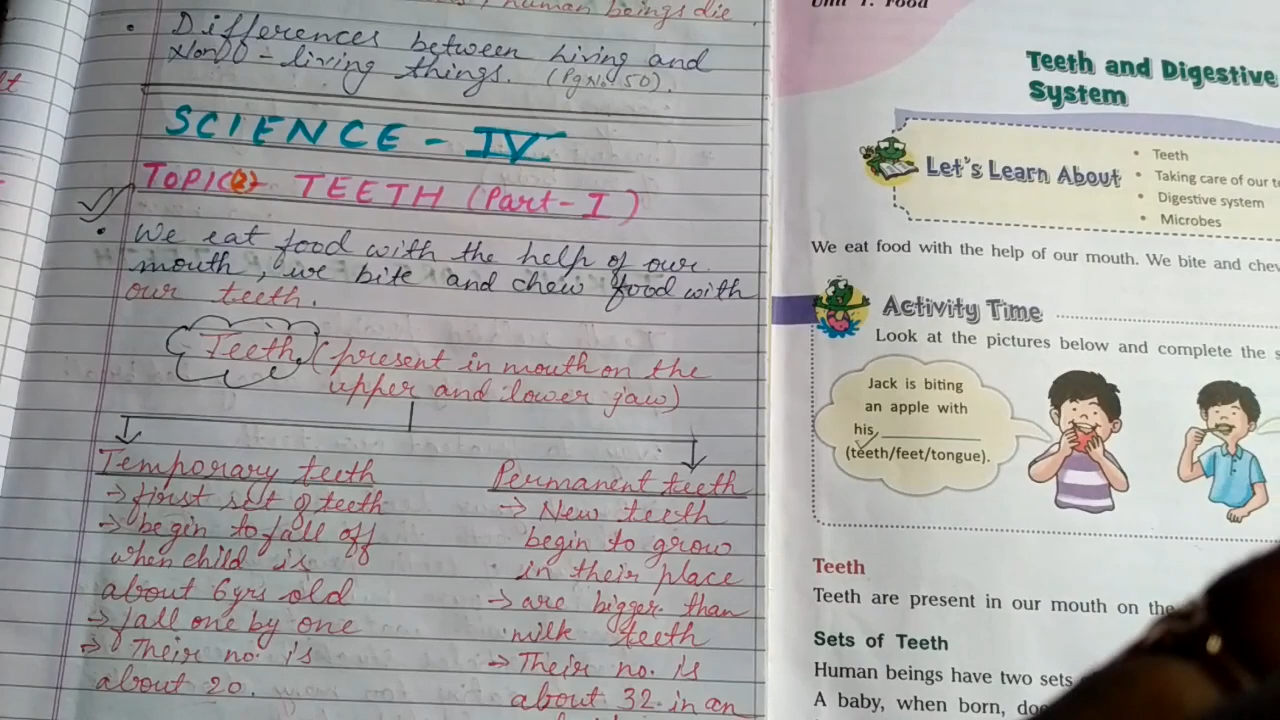 human beings die
• Differences between living and
Non - living things. (Pg No. 50).
SCIENCE - IV
TOPIC(2) TEETH (Part-I)
• We eat food with the help of our
mouth, we bite and chew food with
our teeth.
Teeth (present in mouth on the
upper and lower jaw)
Temporary teeth
→ first set of teeth
→ begin to fall off
when child is
about 6yrs old
→ fall one by one
→ Their no. is
about 20.
Permanent teeth
→ New teeth
begin to grow
in their place
→ are bigger than
milk teeth
→ Their no. is
about 32 in an
Unit 1: Food
Teeth and Digestive
System
Let's Learn About
• Teeth
• Taking care of our
• Digestive system
• Microbes
We eat food with the help of our mouth. We bite and
Activity Time
Look at the pictures below and complete the
Jack is biting
an apple with
his ________
(teeth/feet/tongue).
Teeth
Teeth are present in our mouth on the
Sets of Teeth
Human beings have two sets
A baby, when born,